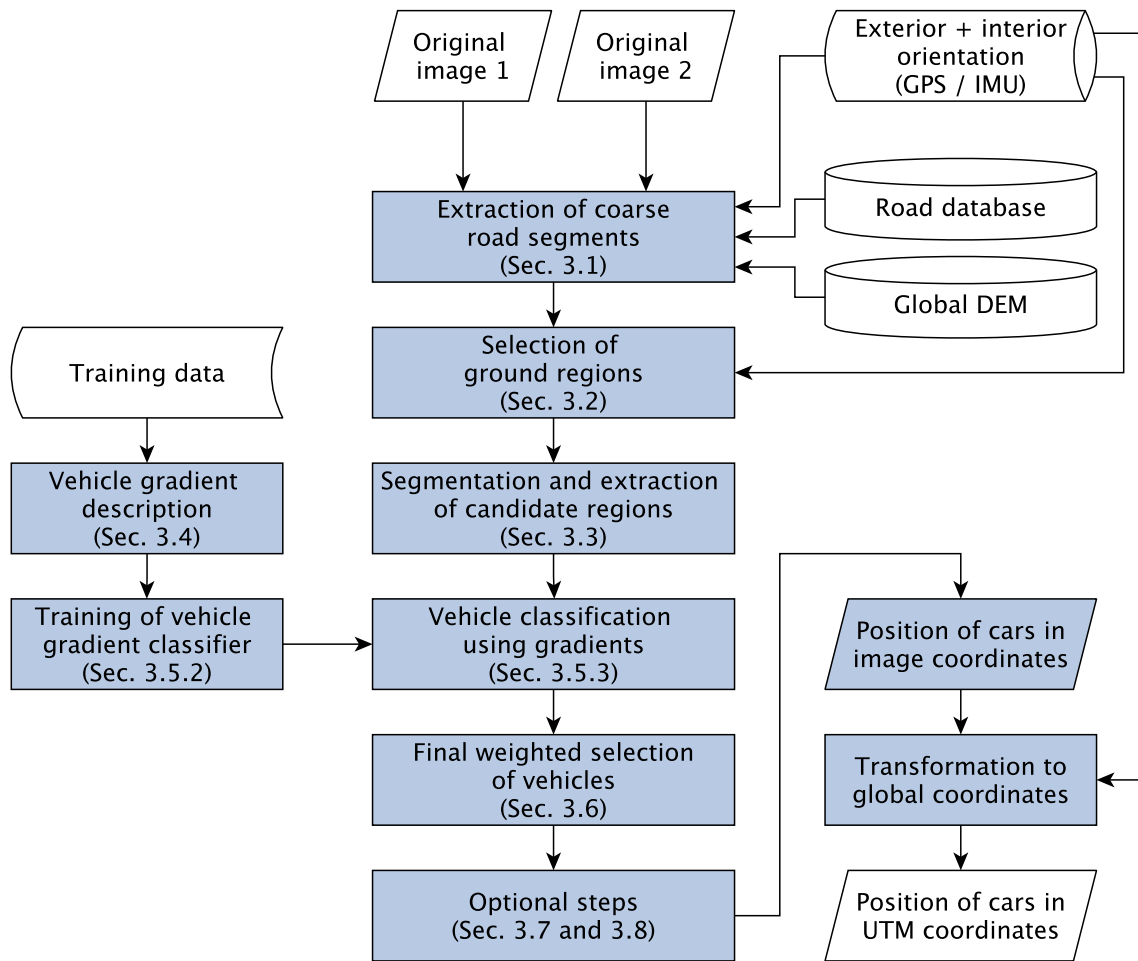 Original
image 1
Original
image 2
Exterior + interior
orientation
(GPS / IMU)
Extraction of coarse
road segments
(Sec. 3.1)
Road database
Global DEM
Selection of
ground regions
(Sec. 3.2)
Training data
Vehicle gradient
description
(Sec. 3.4)
Segmentation and extraction
of candidate regions
(Sec. 3.3)
Training of vehicle
gradient classifier
(Sec. 3.5.2)
Vehicle classification
using gradients
(Sec. 3.5.3)
Position of cars in
image coordinates
Final weighted selection
of vehicles
(Sec. 3.6)
Transformation to
global coordinates
Optional steps
(Sec. 3.7 and 3.8)
Position of cars in
UTM coordinates